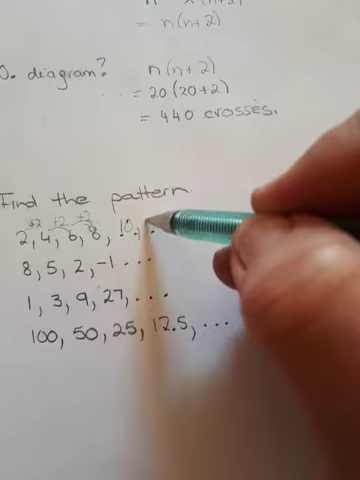 = n(n+2)
0. diagram? n(n+2)
= 20(20+2)
= 440 crosses.
Find the pattern
+2 +2 +2
2, 4, 6, 8, 10, ...
8, 5, 2, -1 ...
1, 3, 9, 27, ...
100, 50, 25, 12.5, ...